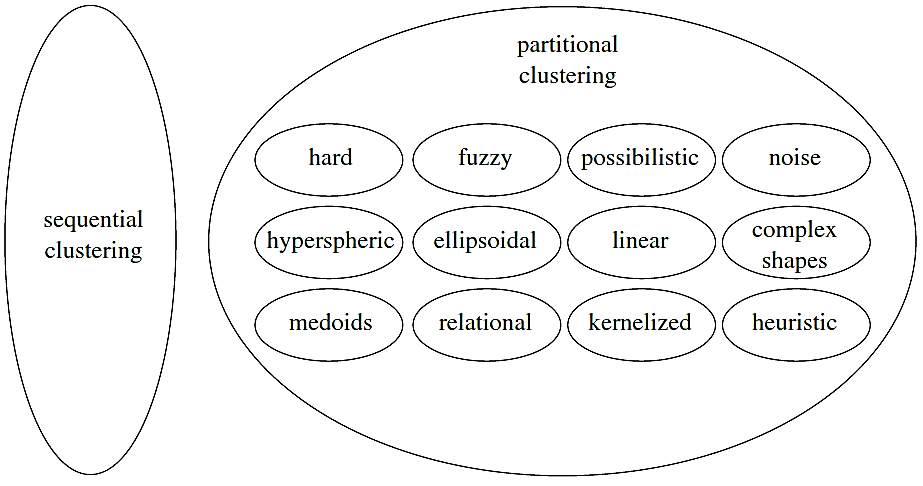 sequential
clustering
partitional
clustering
hard
fuzzy
possibilistic
noise
hyperspheric
ellipsoidal
linear
complex
shapes
medoids
relational
kernelized
heuristic